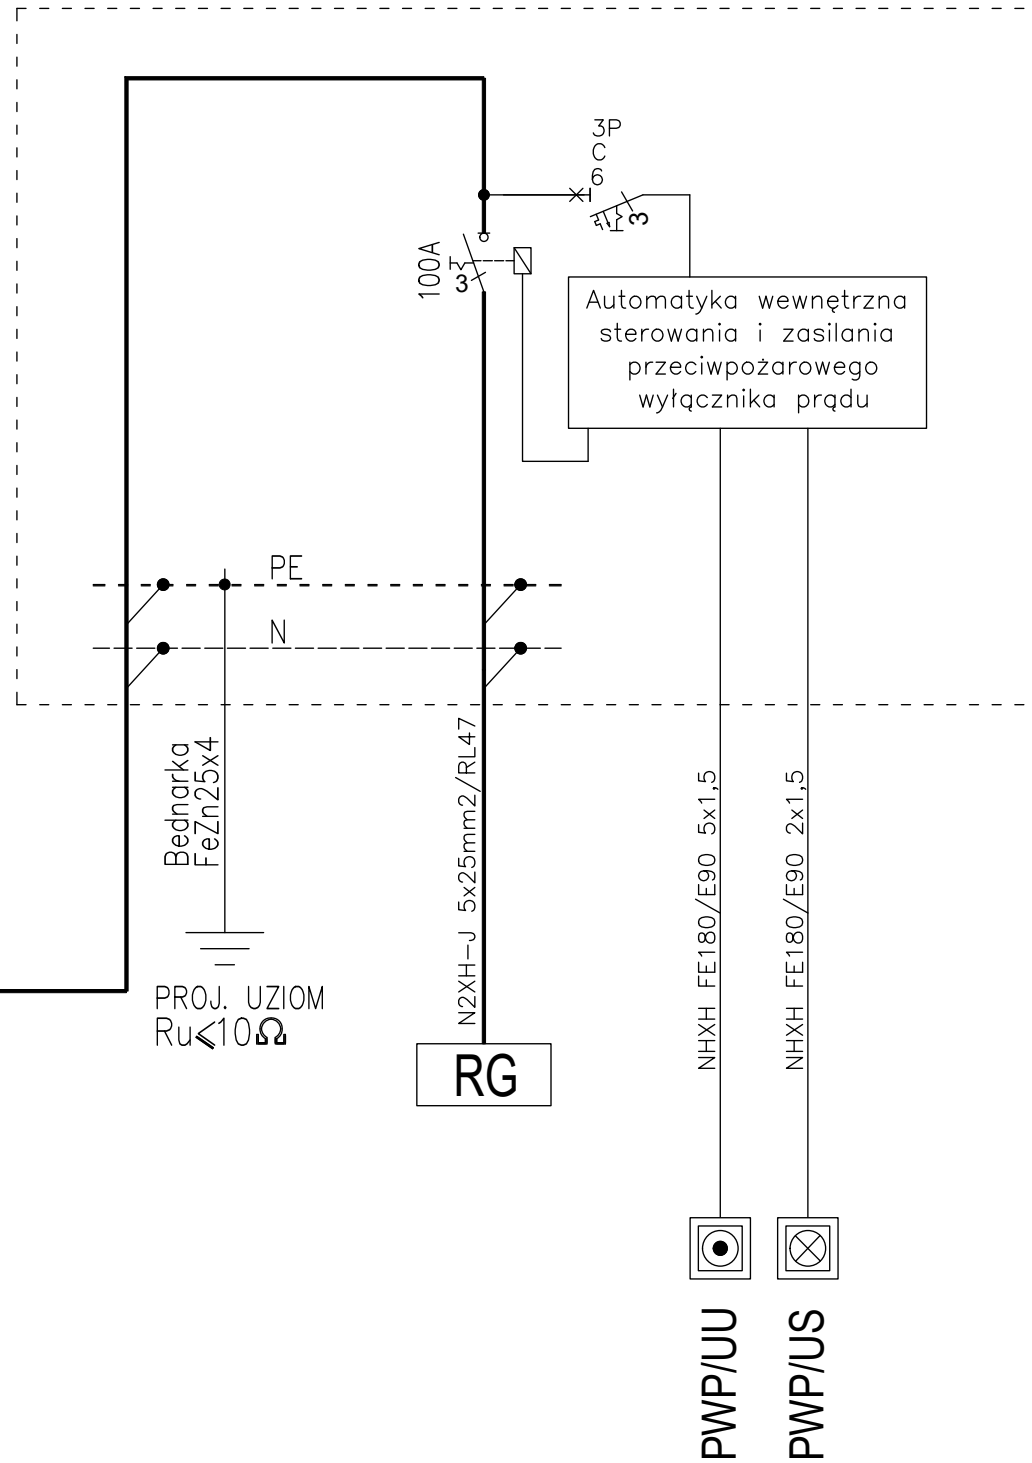 3P
C
6
3
100A
3
Automatyka wewnętrzna
sterowania i zasilania
przeciwpożarowego
wyłącznika prądu
PE
N
Bednarka
FeZn25x4
N2XH-J 5x25mm2/RL47
NHXH FE180/E90 5x1,5
NHXH FE180/E90 2x1,5
PROJ. UZIOM
Ru⩽10Ω
RG
PWP/UU
PWP/US